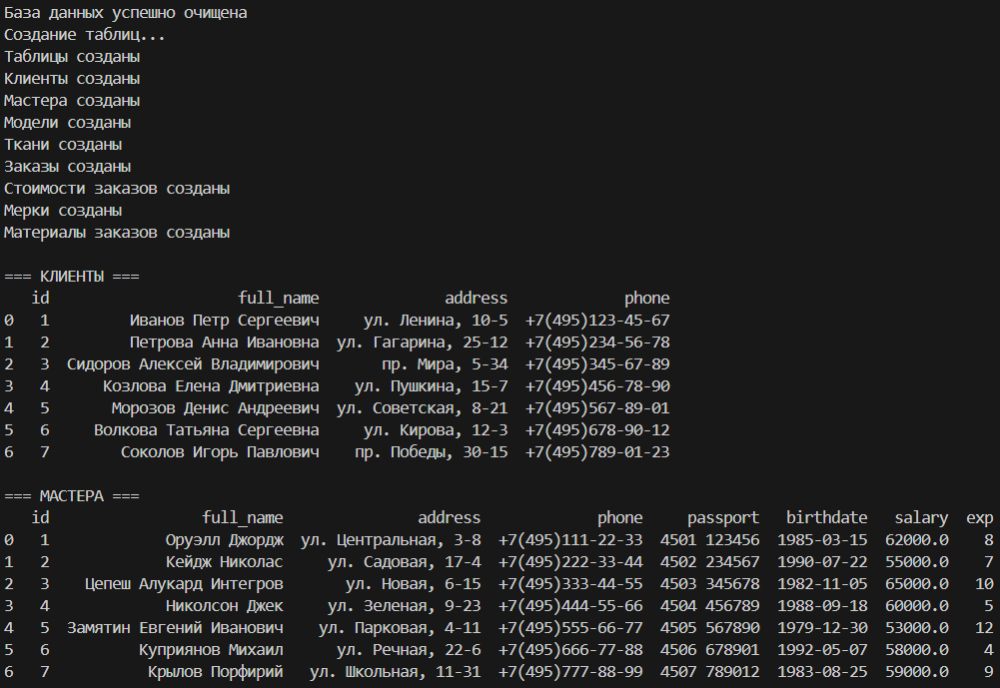 База данных успешно очищена
Создание таблиц...
Таблицы созданы
Клиенты созданы
Мастера созданы
Модели созданы
Ткани созданы
Заказы созданы
Стоимости заказов созданы
Мерки созданы
Материалы заказов созданы
=== КЛИЕНТЫ ===
id full_name address phone
0 1 Иванов Петр Сергеевич ул. Ленина, 10-5 +7(495)123-45-67
1 2 Петрова Анна Ивановна ул. Гагарина, 25-12 +7(495)234-56-78
2 3 Сидоров Алексей Владимирович пр. Мира, 5-34 +7(495)345-67-89
3 4 Козлова Елена Дмитриевна ул. Пушкина, 15-7 +7(495)456-78-90
4 5 Морозов Денис Андреевич ул. Советская, 8-21 +7(495)567-89-01
5 6 Волкова Татьяна Сергеевна ул. Кирова, 12-3 +7(495)678-90-12
6 7 Соколов Игорь Павлович пр. Победы, 30-15 +7(495)789-01-23
=== МАСТЕРА ===
id full_name address phone passport birthdate salary exp
0 1 Оруэлл Джордж ул. Центральная, 3-8 +7(495)111-22-33 4501 123456 1985-03-15 62000.0 8
1 2 Кейдж Николас ул. Садовая, 17-4 +7(495)222-33-44 4502 234567 1990-07-22 55000.0 7
2 3 Цепеш Алукард Интегров ул. Новая, 6-15 +7(495)333-44-55 4503 345678 1982-11-05 65000.0 10
3 4 Николсон Джек ул. Зеленая, 9-23 +7(495)444-55-66 4504 456789 1988-09-18 60000.0 5
4 5 Замятин Евгений Иванович ул. Парковая, 4-11 +7(495)555-66-77 4505 567890 1979-12-30 53000.0 12
5 6 Куприянов Михаил ул. Речная, 22-6 +7(495)666-77-88 4506 678901 1992-05-07 58000.0 4
6 7 Крылов Порфирий ул. Школьная, 11-31 +7(495)777-88-99 4507 789012 1983-08-25 59000.0 9